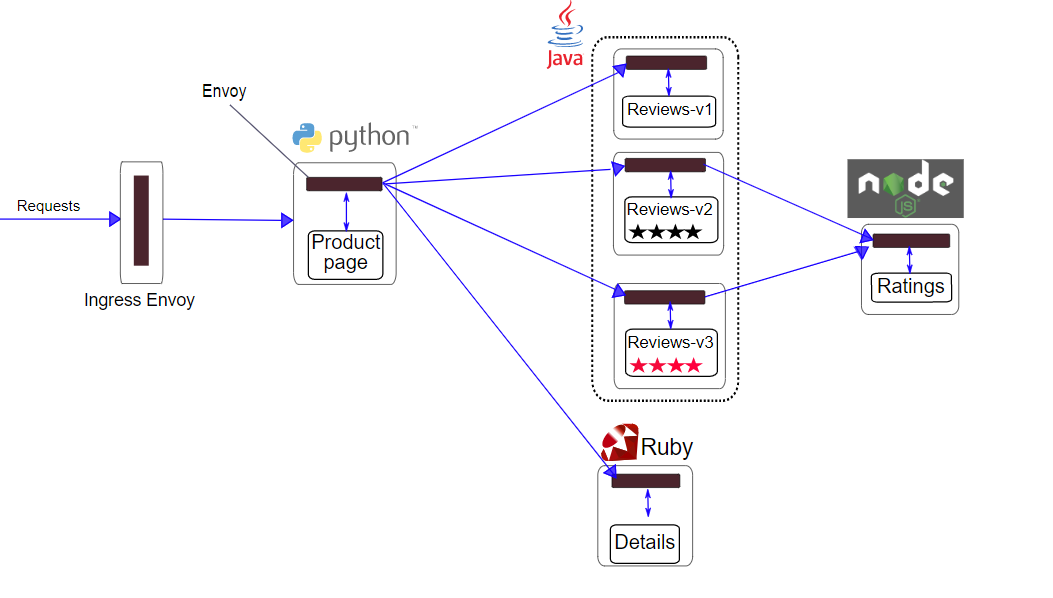 Requests
Ingress Envoy
Envoy
python™
Product
page
Java
Reviews-v1
Reviews-v2
Reviews-v3
node
JS
Ratings
Ruby
Details